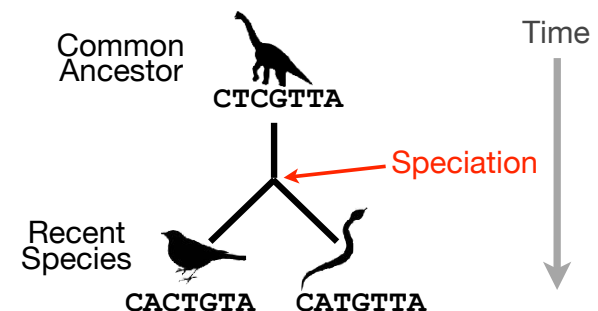 Common
Ancestor
Time
CTCGTTA
Speciation
Recent
Species
CACTGTA
CATGTTA